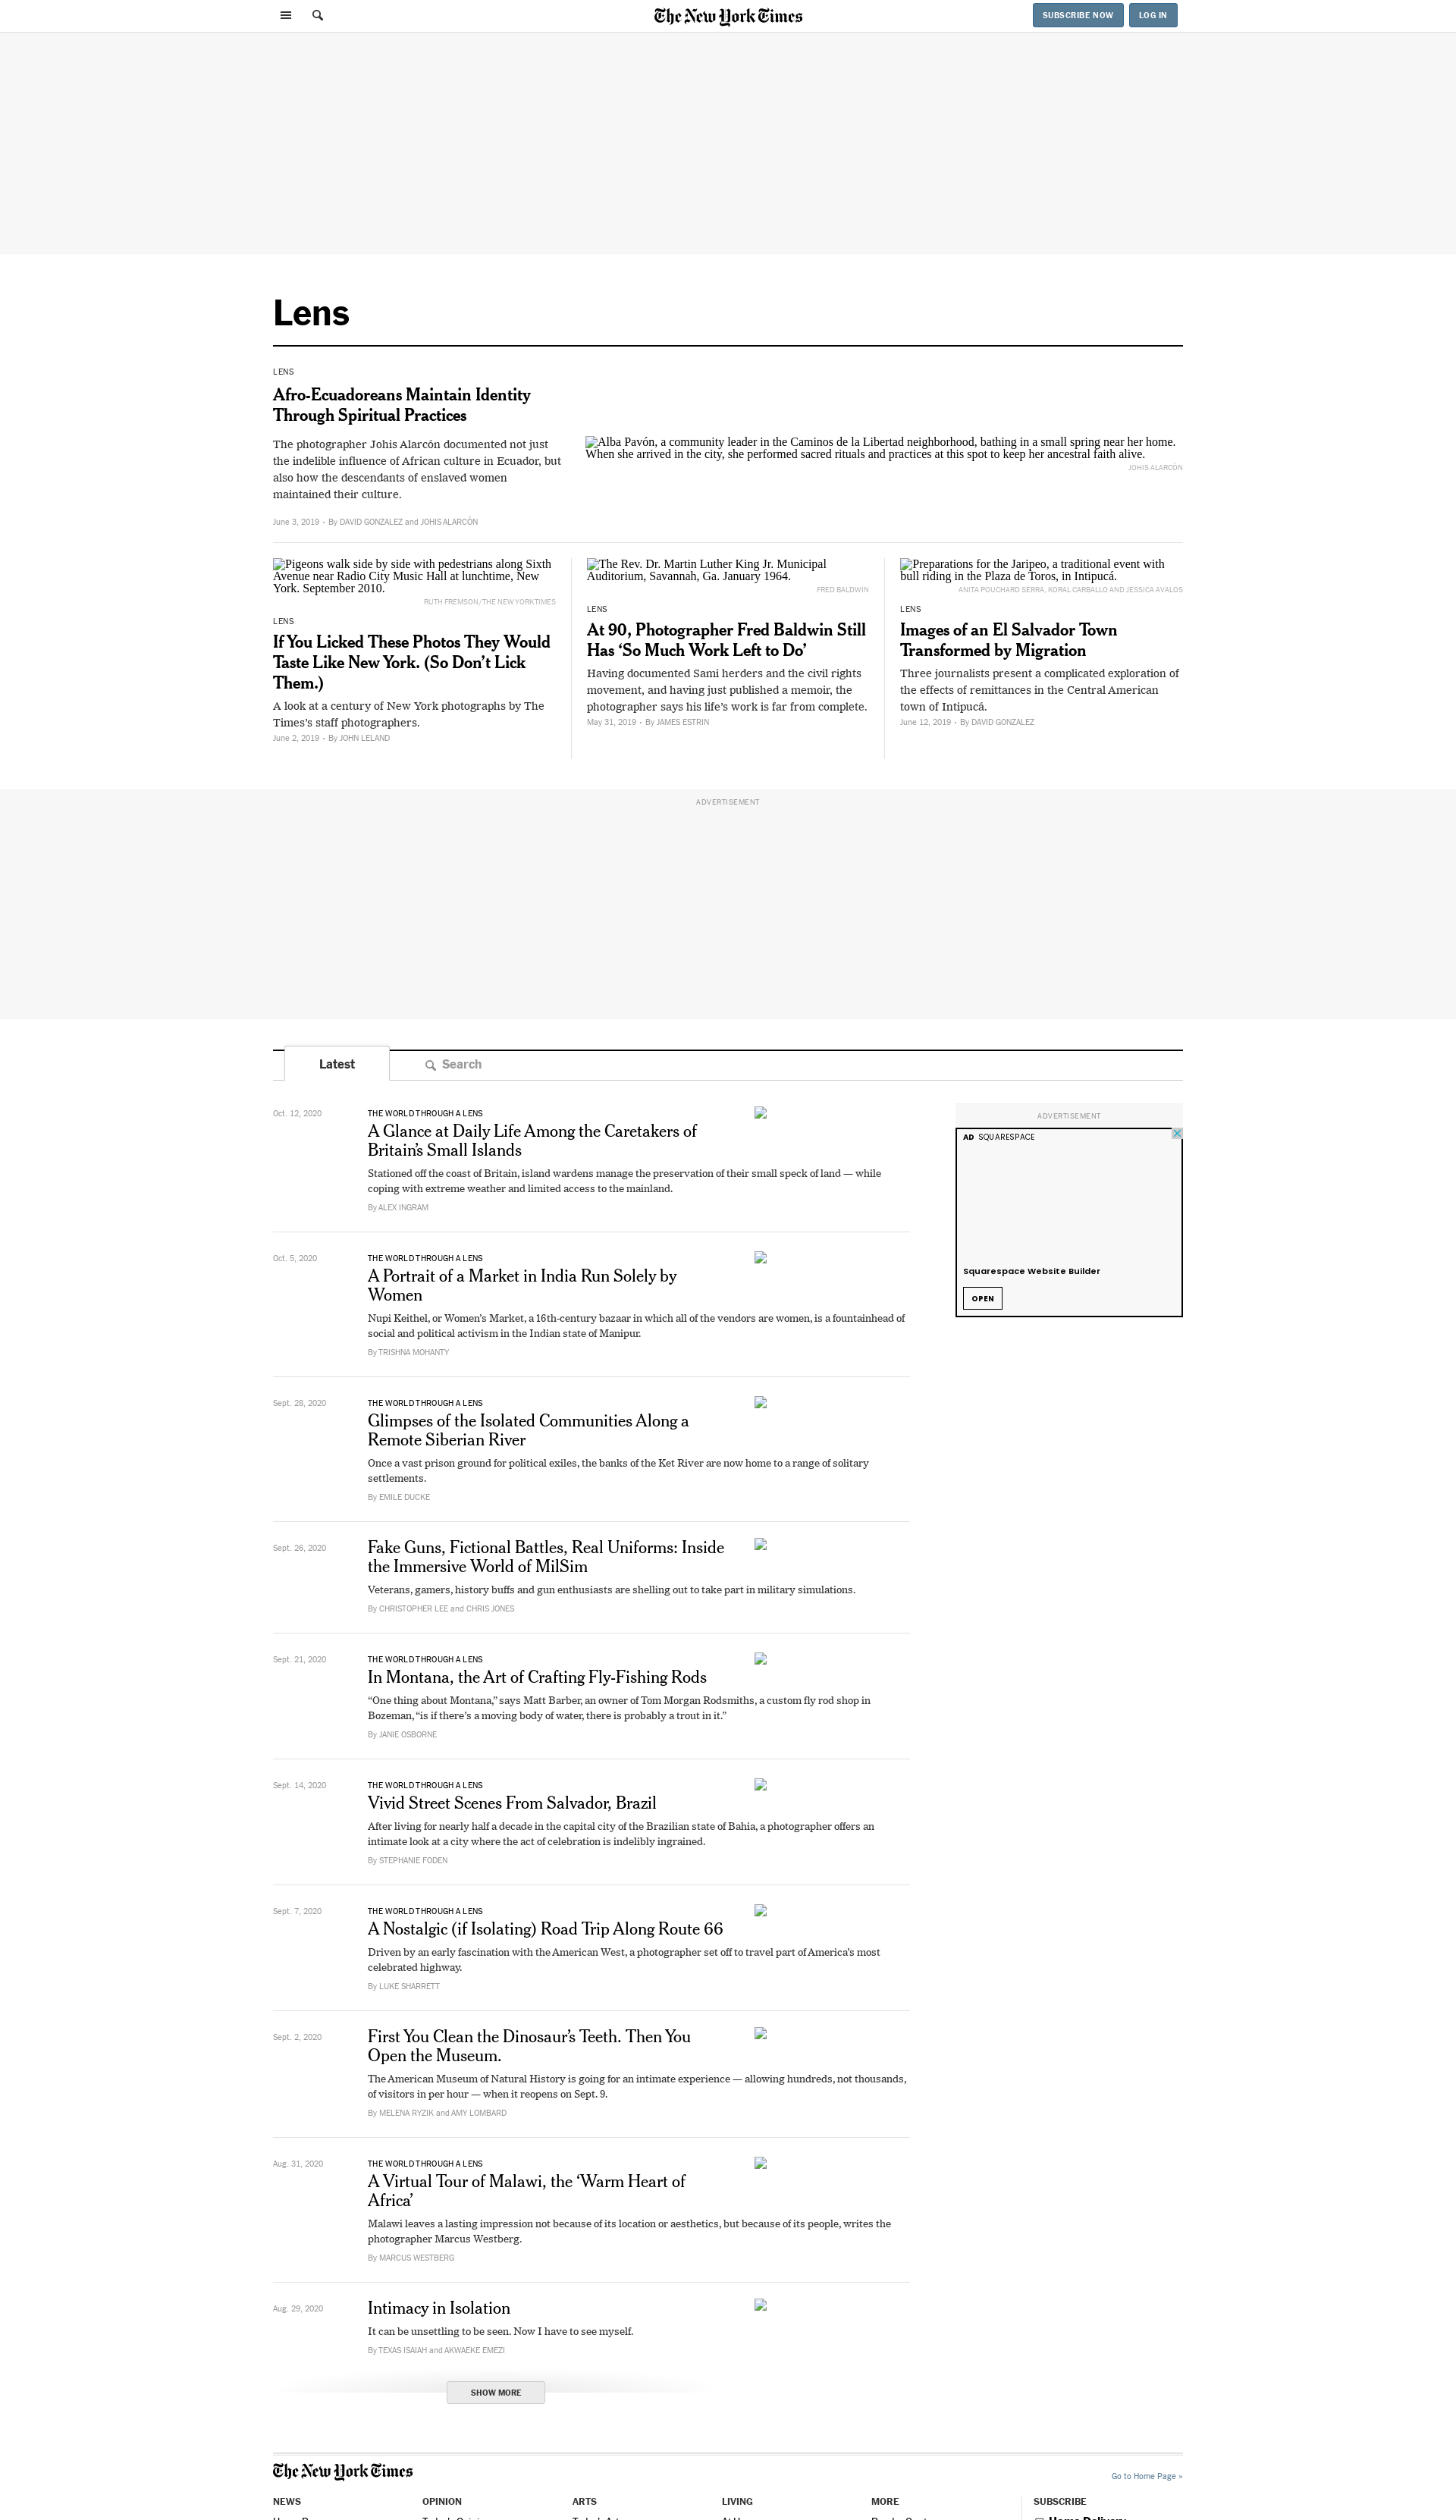 The New York Times
SUBSCRIBE NOW
LOG IN
Lens
LENS
Afro-Ecuadoreans Maintain Identity
Through Spiritual Practices
The photographer Johis Alarcón documented not just
the indelible influence of African culture in Ecuador, but
also how the descendants of enslaved women
maintained their culture.
June 3, 2019 • By DAVID GONZALEZ and JOHIS ALARCÓN
Alba Pavón, a community leader in the Caminos de la Libertad neighborhood, bathing in a small spring near her home.
When she arrived in the city, she performed sacred rituals and practices at this spot to keep her ancestral faith alive.
JOHIS ALARCÓN
Pigeons walk side by side with pedestrians along Sixth
Avenue near Radio City Music Hall at lunchtime, New
York. September 2010.
RUTH FREMSON/THE NEW YORK TIMES
LENS
If You Licked These Photos They Would
Taste Like New York. (So Don’t Lick
Them.)
A look at a century of New York photographs by The
Times’s staff photographers.
June 2, 2019 • By JOHN LELAND
The Rev. Dr. Martin Luther King Jr. Municipal
Auditorium, Savannah, Ga. January 1964.
FRED BALDWIN
LENS
At 90, Photographer Fred Baldwin Still
Has ‘So Much Work Left to Do’
Having documented Sami herders and the civil rights
movement, and having just published a memoir, the
photographer says his life’s work is far from complete.
May 31, 2019 • By JAMES ESTRIN
Preparations for the Jaripeo, a traditional event with
bull riding in the Plaza de Toros, in Intipucá.
ANITA POUCHARD SERRA, KORAL CARBALLO AND JESSICA AVALOS
LENS
Images of an El Salvador Town
Transformed by Migration
Three journalists present a complicated exploration of
the effects of remittances in the Central American
town of Intipucá.
June 12, 2019 • By DAVID GONZALEZ
ADVERTISEMENT
Latest
Search
Oct. 12, 2020
THE WORLD THROUGH A LENS
A Glance at Daily Life Among the Caretakers of
Britain’s Small Islands
Stationed off the coast of Britain, island wardens manage the preservation of their small speck of land — while
coping with extreme weather and limited access to the mainland.
By ALEX INGRAM
ADVERTISEMENT
AD SQUARESPACE
Squarespace Website Builder
OPEN
Oct. 5, 2020
THE WORLD THROUGH A LENS
A Portrait of a Market in India Run Solely by
Women
Nupi Keithel, or Women’s Market, a 16th-century bazaar in which all of the vendors are women, is a fountainhead of
social and political activism in the Indian state of Manipur.
By TRISHNA MOHANTY
Sept. 28, 2020
THE WORLD THROUGH A LENS
Glimpses of the Isolated Communities Along a
Remote Siberian River
Once a vast prison ground for political exiles, the banks of the Ket River are now home to a range of solitary
settlements.
By EMILE DUCKE
Sept. 26, 2020
Fake Guns, Fictional Battles, Real Uniforms: Inside
the Immersive World of MilSim
Veterans, gamers, history buffs and gun enthusiasts are shelling out to take part in military simulations.
By CHRISTOPHER LEE and CHRIS JONES
Sept. 21, 2020
THE WORLD THROUGH A LENS
In Montana, the Art of Crafting Fly-Fishing Rods
“One thing about Montana,” says Matt Barber, an owner of Tom Morgan Rodsmiths, a custom fly rod shop in
Bozeman, “is if there’s a moving body of water, there is probably a trout in it.”
By JANIE OSBORNE
Sept. 14, 2020
THE WORLD THROUGH A LENS
Vivid Street Scenes From Salvador, Brazil
After living for nearly half a decade in the capital city of the Brazilian state of Bahia, a photographer offers an
intimate look at a city where the act of celebration is indelibly ingrained.
By STEPHANIE FODEN
Sept. 7, 2020
THE WORLD THROUGH A LENS
A Nostalgic (if Isolating) Road Trip Along Route 66
Driven by an early fascination with the American West, a photographer set off to travel part of America’s most
celebrated highway.
By LUKE SHARRETT
Sept. 2, 2020
First You Clean the Dinosaur’s Teeth. Then You
Open the Museum.
The American Museum of Natural History is going for an intimate experience — allowing hundreds, not thousands,
of visitors in per hour — when it reopens on Sept. 9.
By MELENA RYZIK and AMY LOMBARD
Aug. 31, 2020
THE WORLD THROUGH A LENS
A Virtual Tour of Malawi, the ‘Warm Heart of
Africa’
Malawi leaves a lasting impression not because of its location or aesthetics, but because of its people, writes the
photographer Marcus Westberg.
By MARCUS WESTBERG
Aug. 29, 2020
Intimacy in Isolation
It can be unsettling to be seen. Now I have to see myself.
By TEXAS ISAIAH and AKWAEKE EMEZI
SHOW MORE
The New York Times
Go to Home Page »
NEWS
OPINION
ARTS
LIVING
MORE
SUBSCRIBE